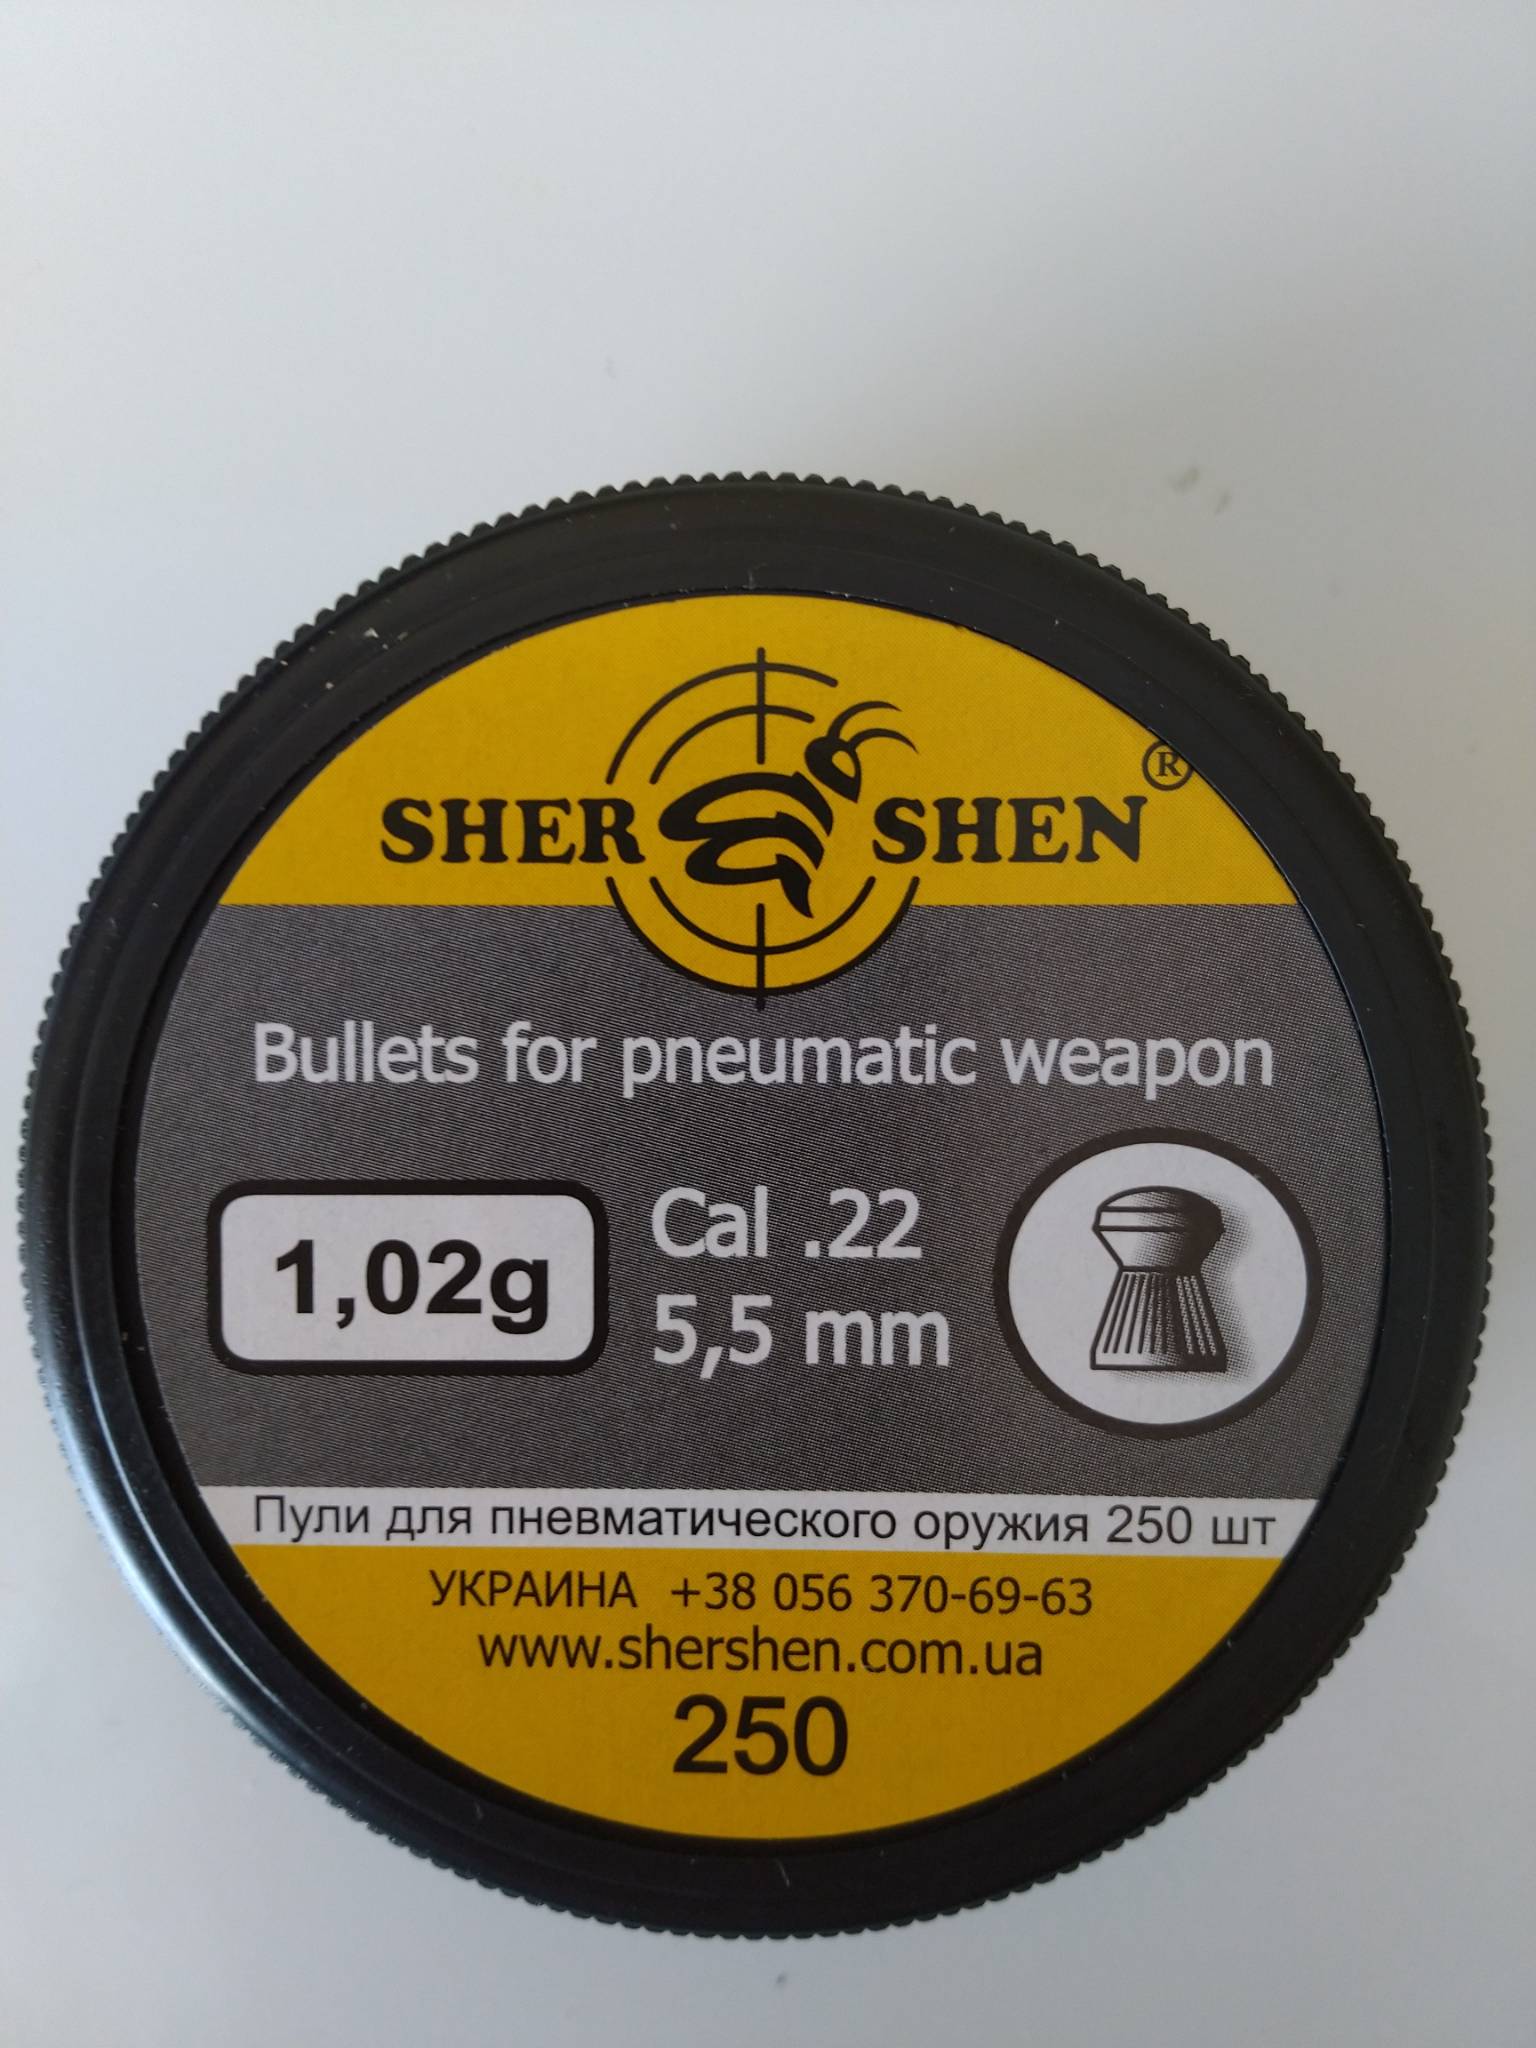 SHER SHEN ®
Bullets for pneumatic weapon
1,02g
Cal .22
5,5 mm
Пули для пневматического оружия 250 шт
УКРАИНА +38 056 370-69-63
www.shershen.com.ua
250